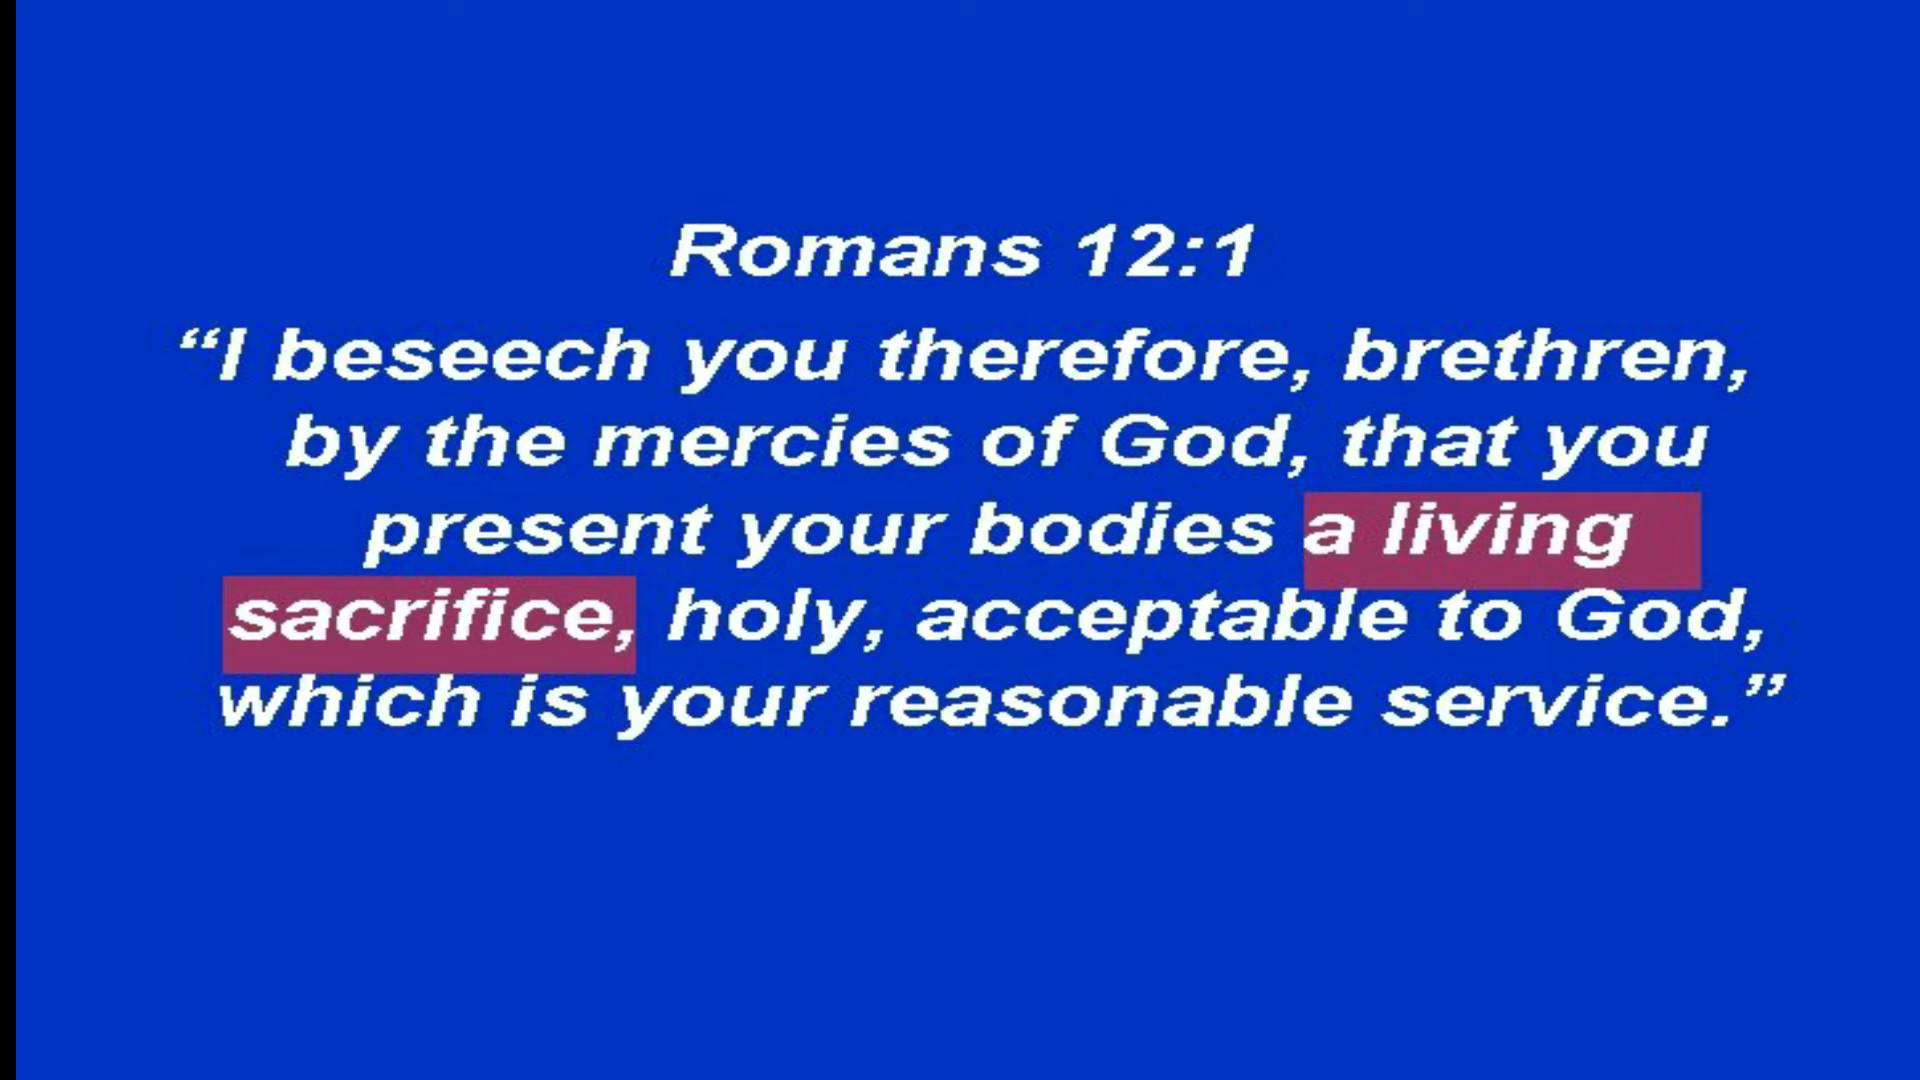 Romans 12:1
“I beseech you therefore, brethren,
by the mercies of God, that you
present your bodies a living
sacrifice, holy, acceptable to God,
which is your reasonable service.”